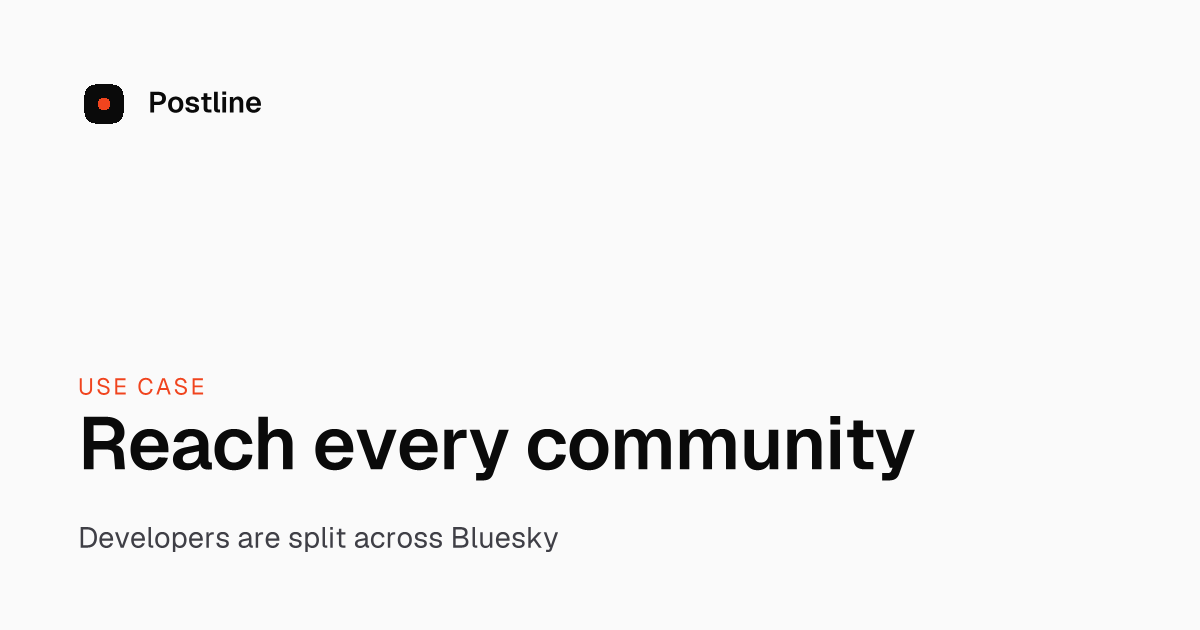 Postline
USE CASE
Reach every community
Developers are split across Bluesky